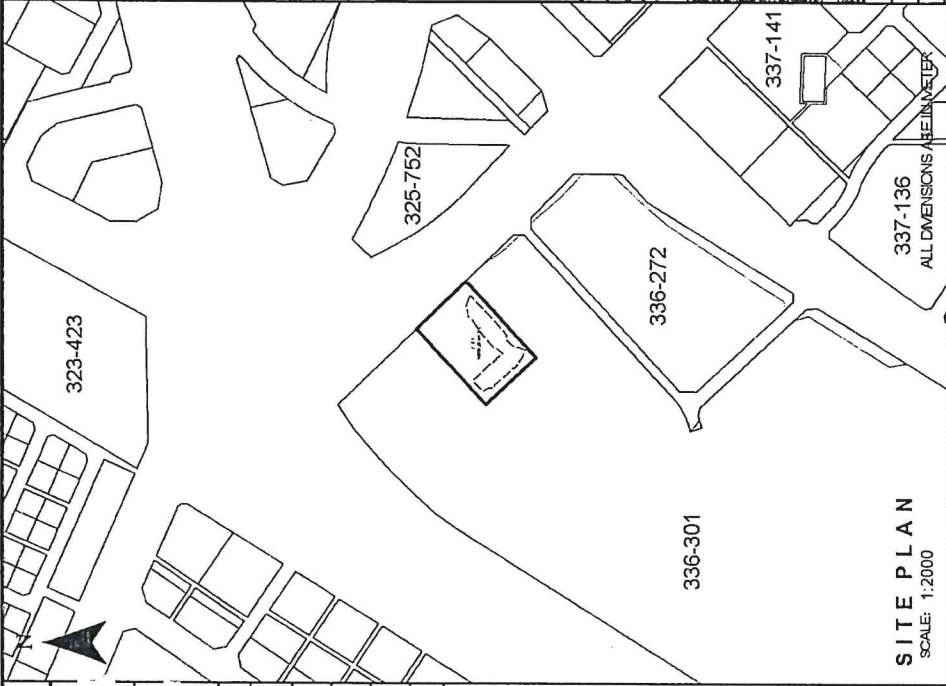 337-141
325-752
337-136
336-272
323-423
336-301
N
SITE PLAN
SCALE: 1:2000
ALL DIMENSIONS ARE IN METER